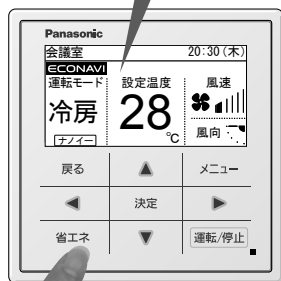 Panasonic
会議室 20:30 (木)
ECONAVI
運転モード 設定温度 風速
冷房 28℃
ナノイー 風向
戻る メニュー
決定
省エネ 運転/停止